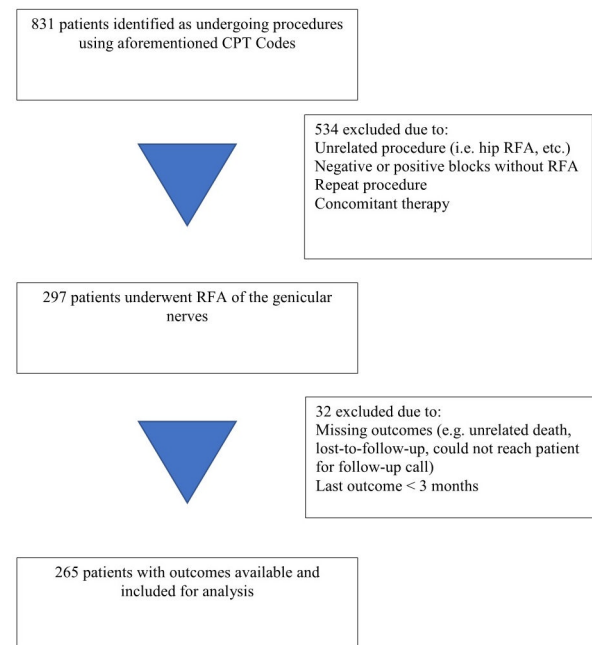 831 patients identified as undergoing procedures
using aforementioned CPT Codes
534 excluded due to:
Unrelated procedure (i.e. hip RFA, etc.)
Negative or positive blocks without RFA
Repeat procedure
Concomitant therapy
297 patients underwent RFA of the genicular
nerves
32 excluded due to:
Missing outcomes (e.g. unrelated death,
lost-to-follow-up, could not reach patient
for follow-up call)
Last outcome < 3 months
265 patients with outcomes available and
included for analysis